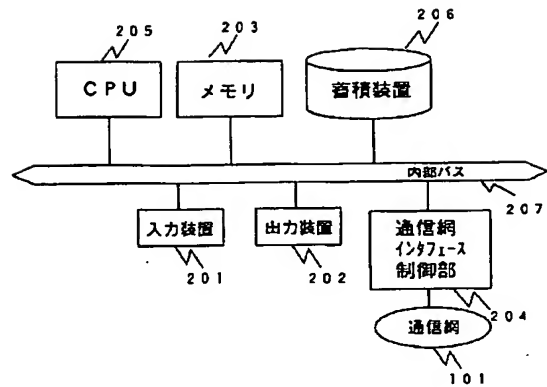 205
203
206
CPU
メモリ
蓄積装置
内部バス
207
入力装置
出力装置
通信網
インタフェース
制御部
201
202
204
通信網
101